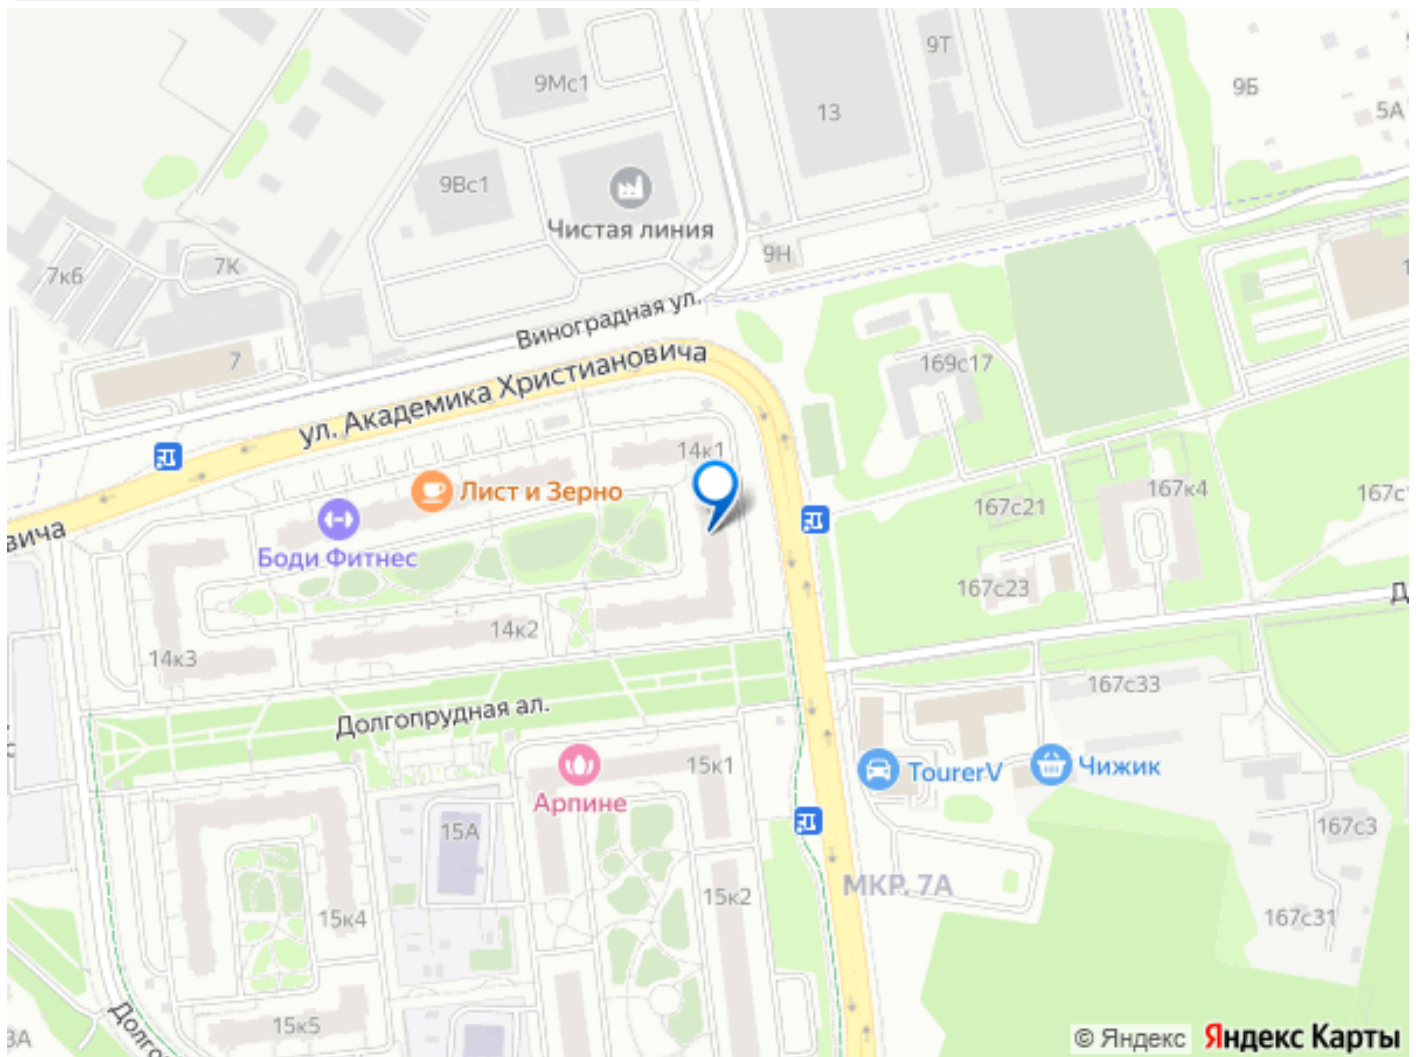 9Т
9Мс1
9Б
13
5А
9Вс1
Чистая линия
9Н
7К
7к6
Виноградная ул.
7
169с17
ул. Академика Христиановича
14к1
Лист и Зерно
167к4
167с21
вича
Боди Фитнес
167с23
14к2
14к3
167с33
Долгопрудная ал.
15к1
TourerV
Чижик
Арпине
15А
167с3
МКР. 7А
15к2
15к4
167с31
15к5
© Яндекс Яндекс Карты